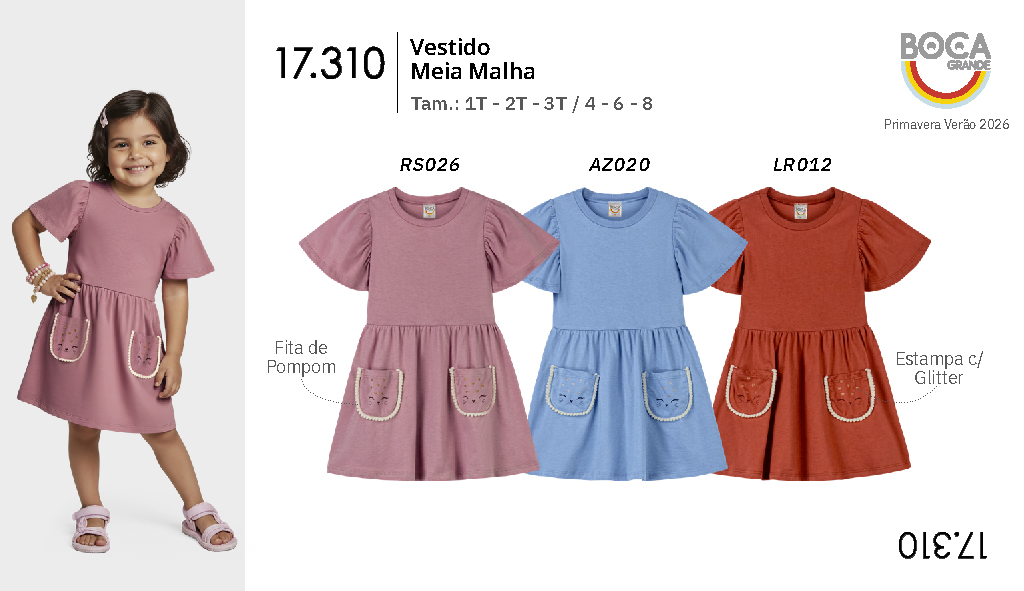 17.310
Vestido
Meia Malha
Tam.: 1T - 2T - 3T / 4 - 6 - 8
BOCA
GRANDE
Primavera Verão 2026
RS026
AZ020
LR012
Fita de
Pompom
Estampa c/
Glitter
17.310